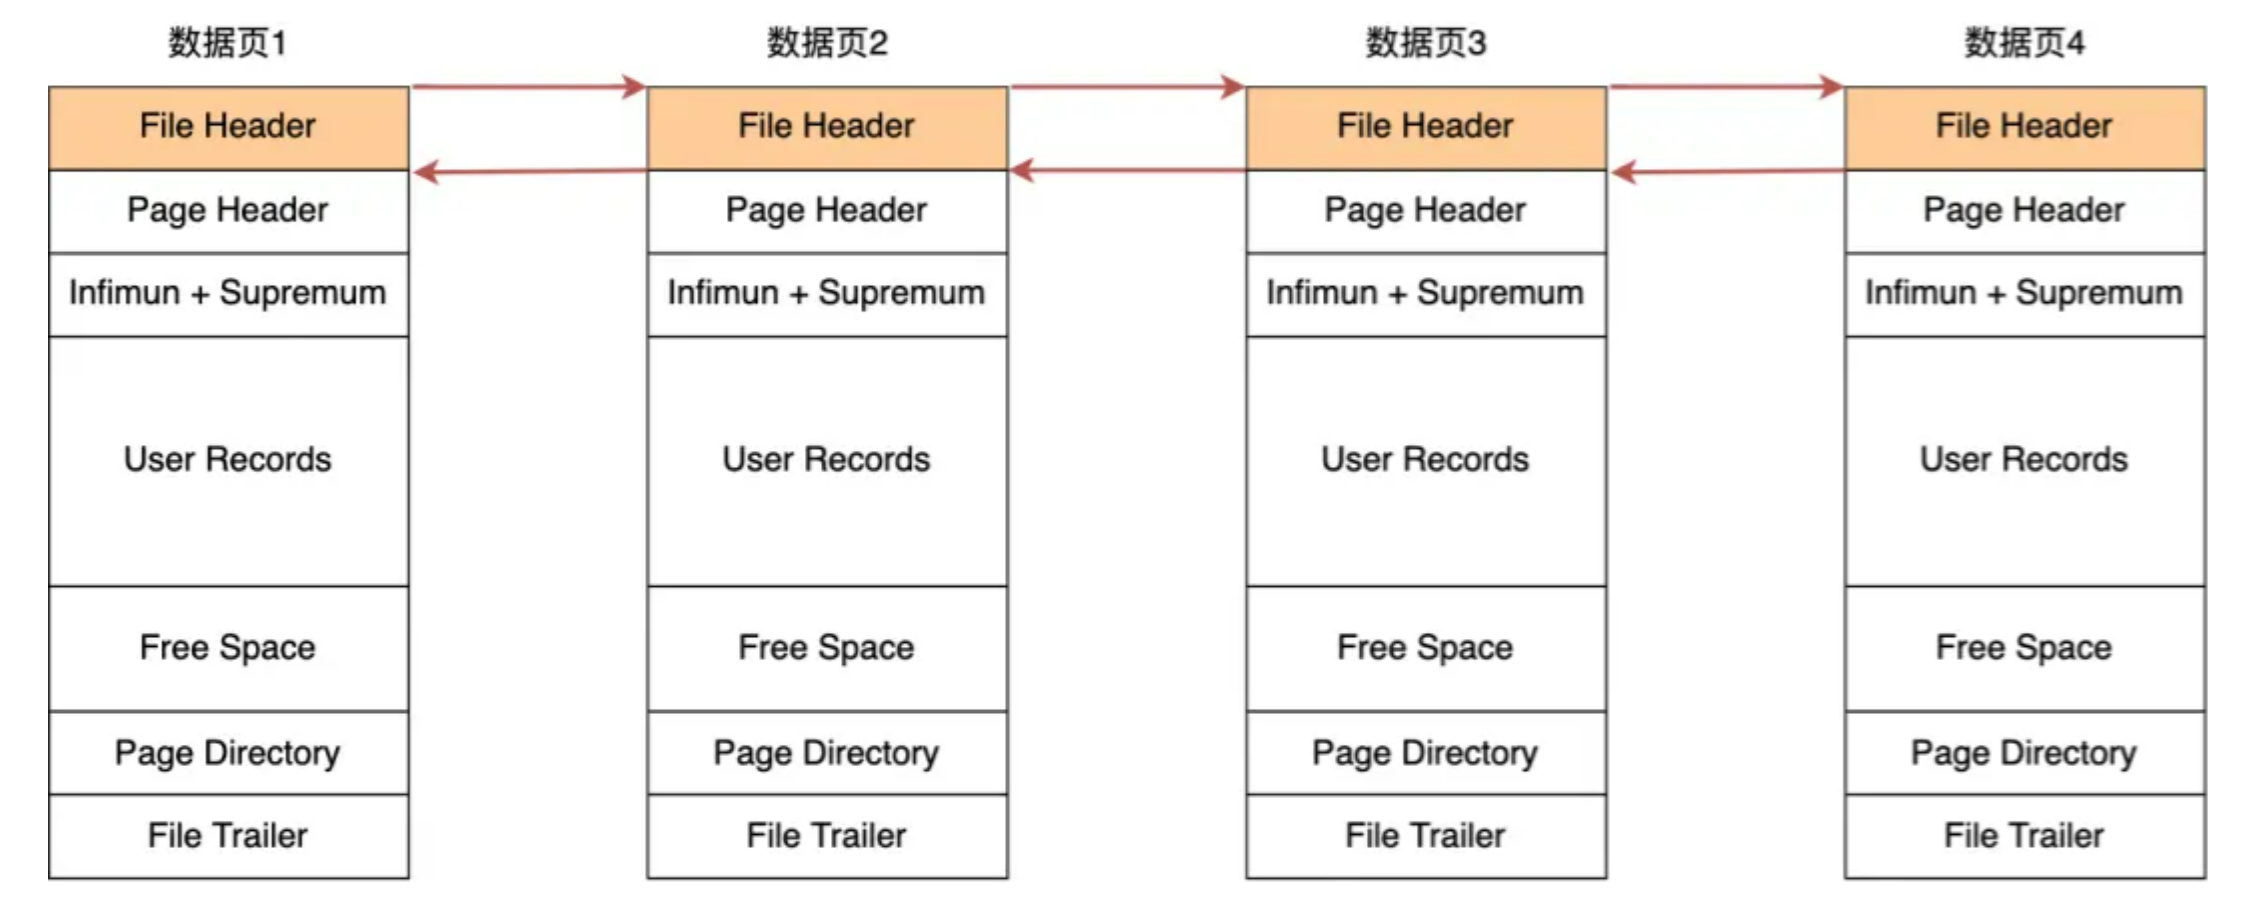 数据页1
数据页2
数据页3
数据页4
File Header
File Header
File Header
File Header
Page Header
Page Header
Page Header
Page Header
Infimun + Supremum
Infimun + Supremum
Infimun + Supremum
Infimun + Supremum
User Records
User Records
User Records
User Records
Free Space
Free Space
Free Space
Free Space
Page Directory
Page Directory
Page Directory
Page Directory
File Trailer
File Trailer
File Trailer
File Trailer